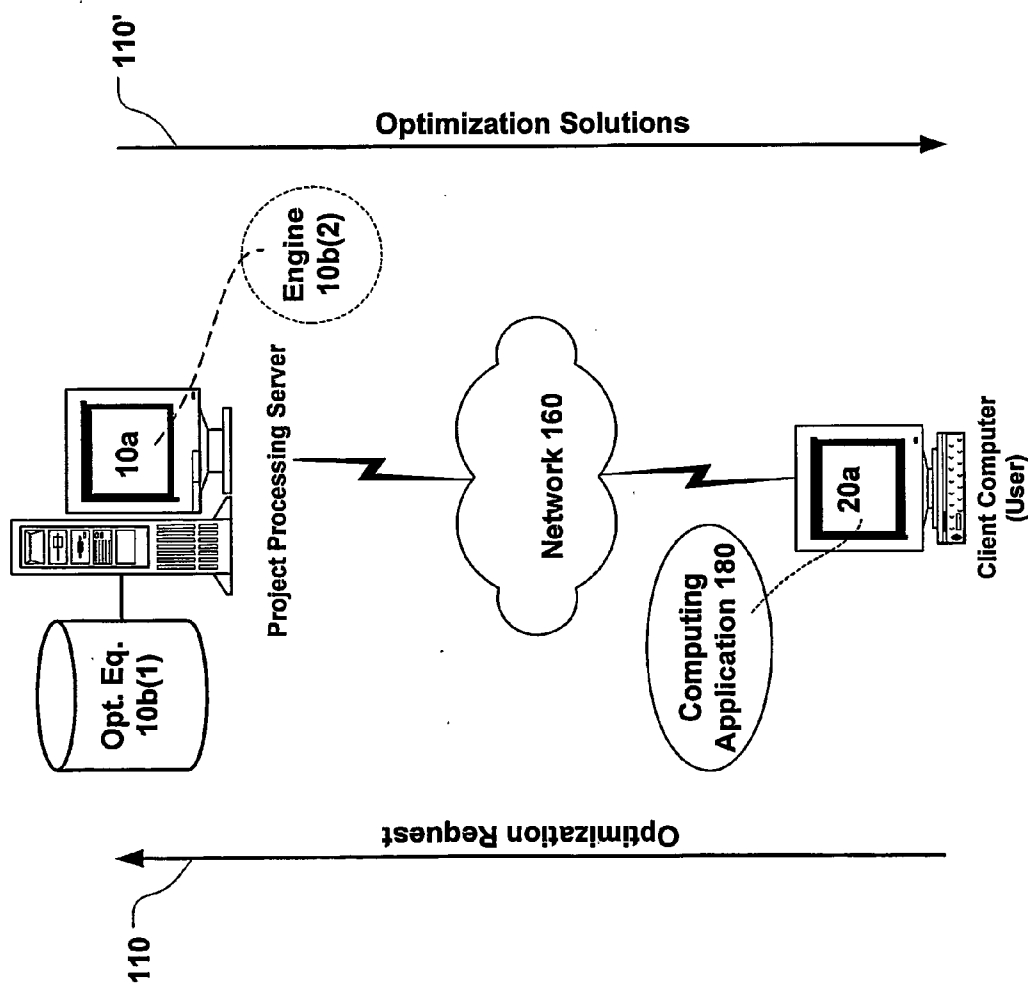 110'
Optimization Solutions
Engine
10b(2)
10a
Project Processing Server
Opt. Eq.
10b(1)
Network 160
Computing
Application 180
20a
Client Computer
(User)
Optimization Request
110